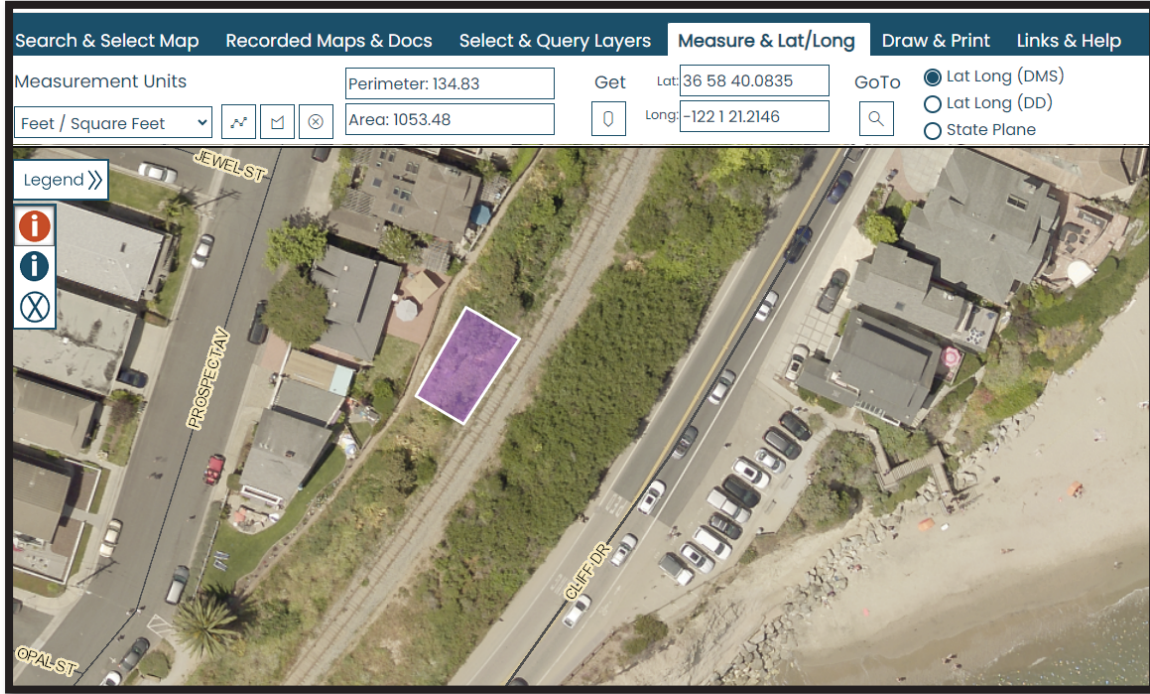 Search & Select Map Recorded Maps & Docs Select & Query Layers Measure & Lat/Long Draw & Print Links & Help
Measurement Units
Feet / Square Feet
Perimeter: 134.83
Area: 1053.48
Get
Lat: 36 58 40.0835
Long: -122 1 21.2146
GoTo
Lat Long (DMS)
Lat Long (DD)
State Plane
Legend
JEWEL ST
PROSPECT AV
CLIFF DR
OPAL ST